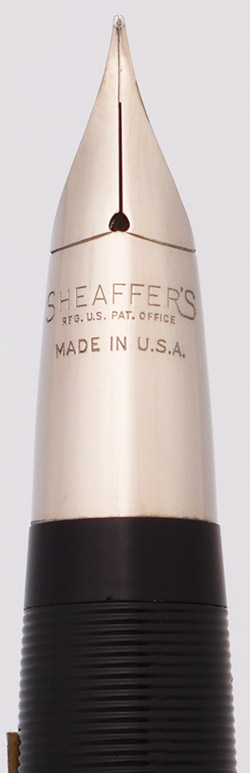 SHEAFFER'S
REG. U.S. PAT. OFFICE
MADE IN U.S.A.